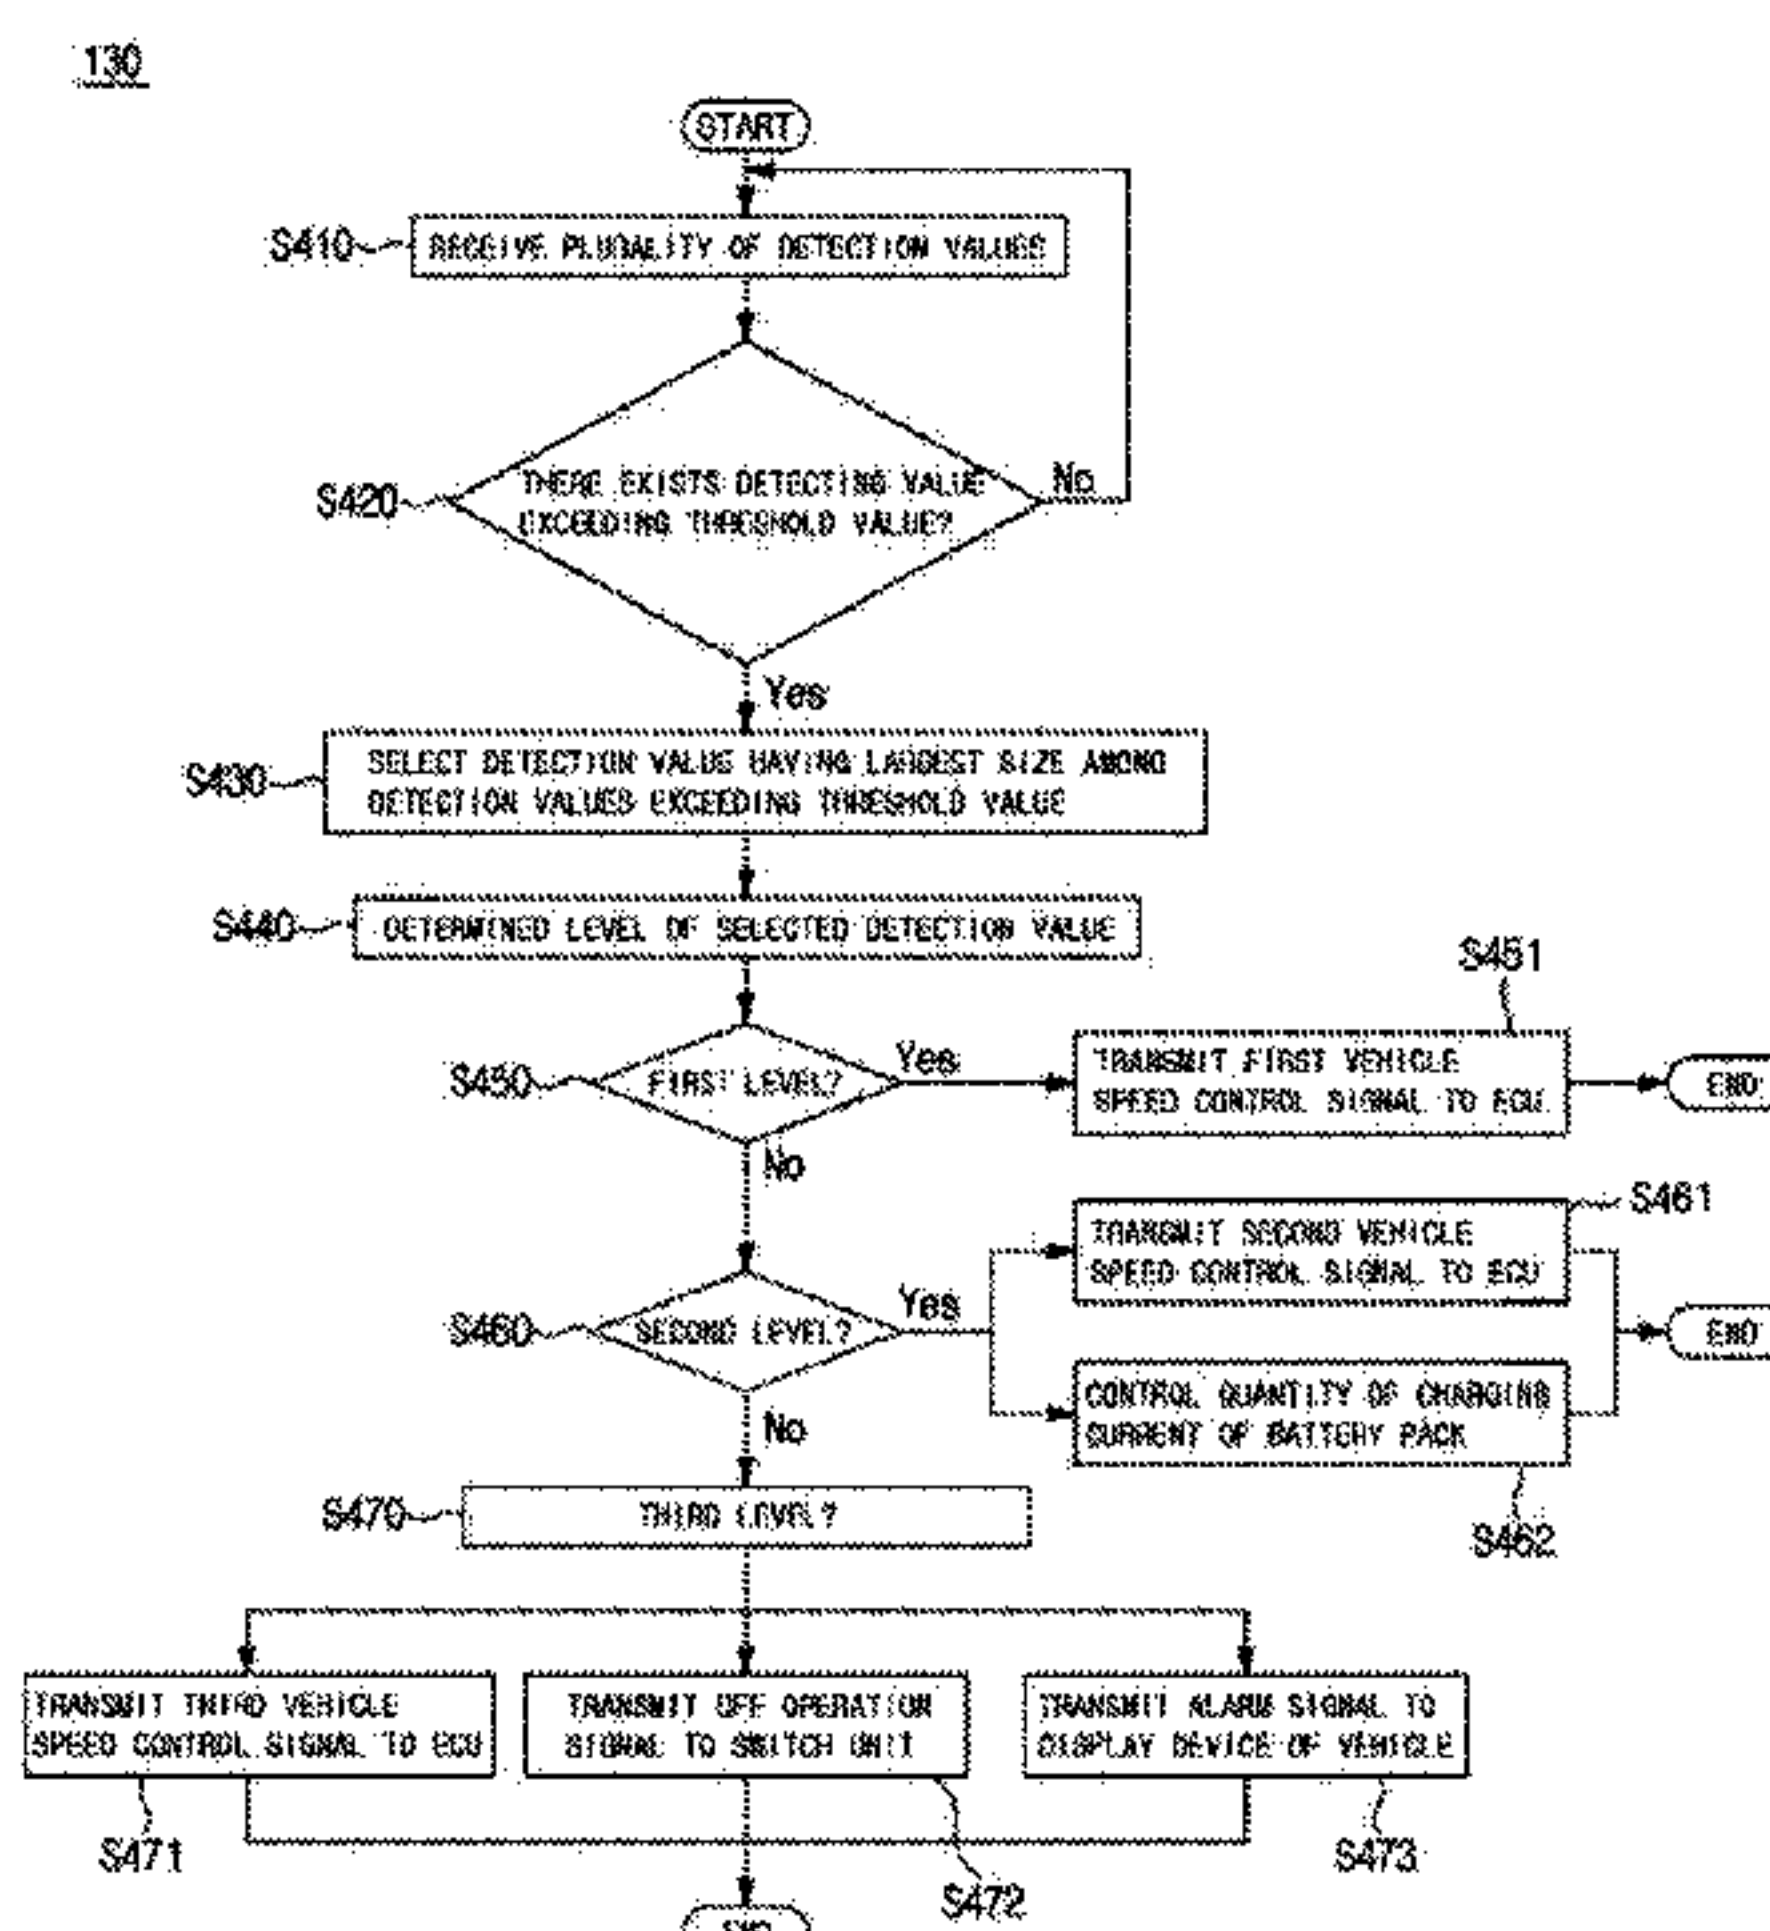 130
START
S410
RECEIVE PLURALITY OF DETECTION VALUES
S420
THERE EXISTS DETECTING VALUE
EXCEEDING THRESHOLD VALUE?
No
Yes
S430
SELECT DETECTION VALUE HAVING LARGEST SIZE AMONG
DETECTION VALUES EXCEEDING THRESHOLD VALUE
S440
DETERMINED LEVEL OF SELECTED DETECTION VALUE
S450
FIRST LEVEL?
Yes
S451
TRANSMIT FIRST VEHICLE
SPEED CONTROL SIGNAL TO ECU
END
No
S460
SECOND LEVEL?
Yes
S461
TRANSMIT SECOND VEHICLE
SPEED CONTROL SIGNAL TO ECU
END
CONTROL QUANTITY OF CHARGING
CURRENT OF BATTERY PACK
S462
No
S470
THIRD LEVEL?
TRANSMIT THIRD VEHICLE
SPEED CONTROL SIGNAL TO ECU
S471
TRANSMIT OFF OPERATION
SIGNAL TO SWITCH UNIT
S472
TRANSMIT ALARM SIGNAL TO
DISPLAY DEVICE OF VEHICLE
S473
END